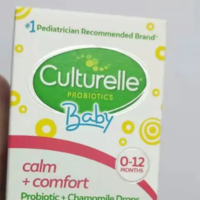 #1 Pediatrician Recommended Brand*
Culturelle
PROBIOTICS
Baby
calm
+ comfort
0-12
MONTHS
Probiotic + Chamomile Drops